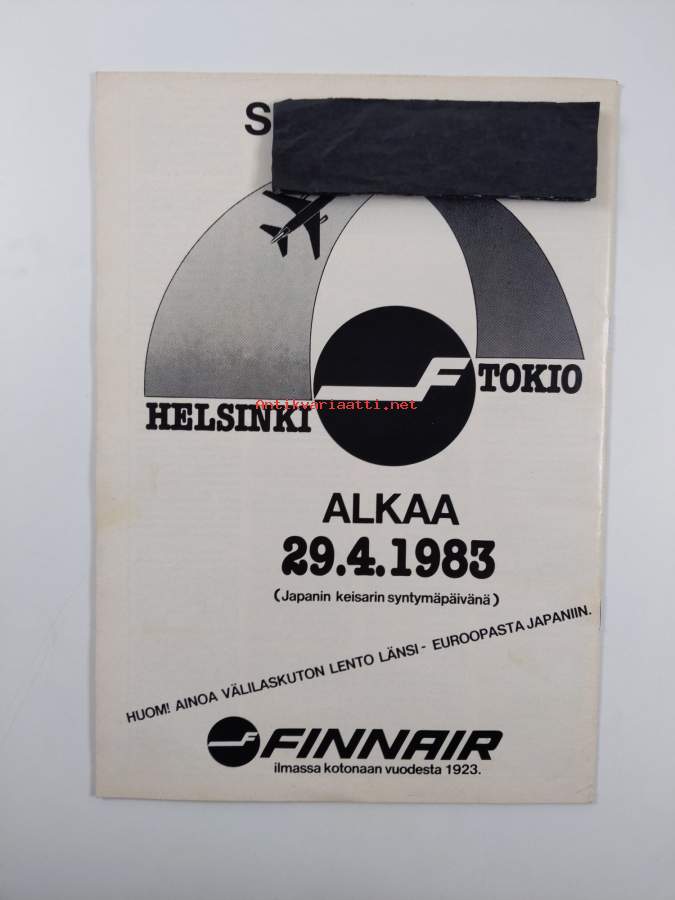 S
TOKIO
HELSINKI
Antikvariaatti.net
ALKAA
29.4.1983
(Japanin keisarin syntymäpäivänä)
HUOM! AINOA VÄLILASKUTON LENTO LÄNSI - EUROOPASTA JAPANIIN.
FINNAIR
ilmassa kotonaan vuodesta 1923.